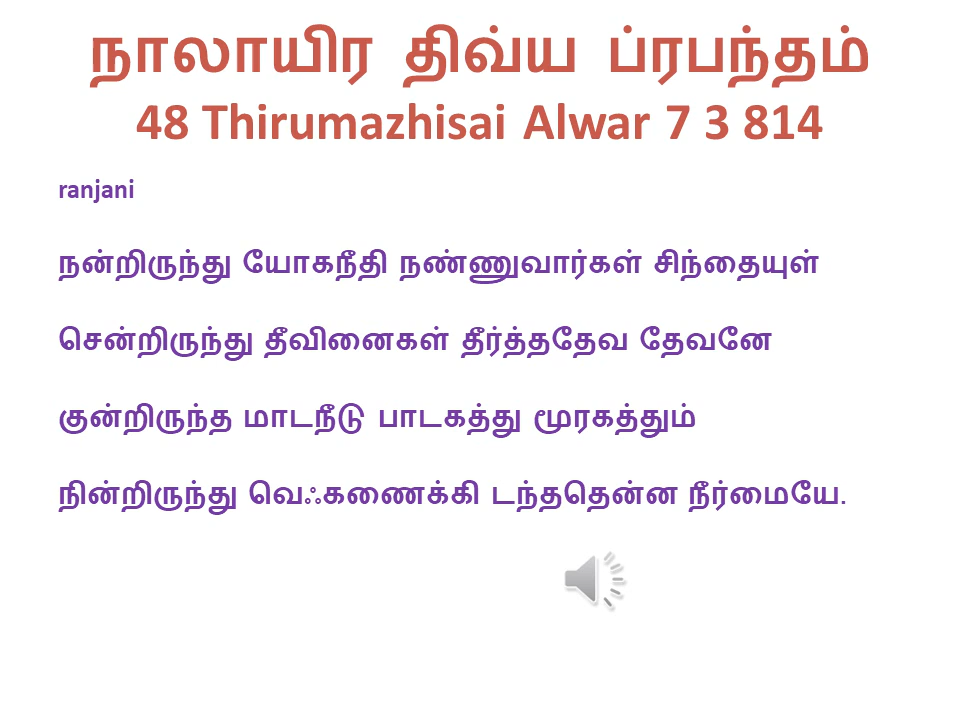 நாலாயிர திவ்ய ப்ரபந்தம்
48 Thirumazhisai Alwar 7 3 814
ranjani
நன்றிருந்து யோகநீதி நண்ணுவார்கள் சிந்தையுள்
சென்றிருந்து தீவினைகள் தீர்த்ததேவ தேவனே
குன்றிருந்த மாடநீடு பாடகத்து மூரகத்தும்
நின்றிருந்து வெஃகணைக்கி டந்ததென்ன நீர்மையே.